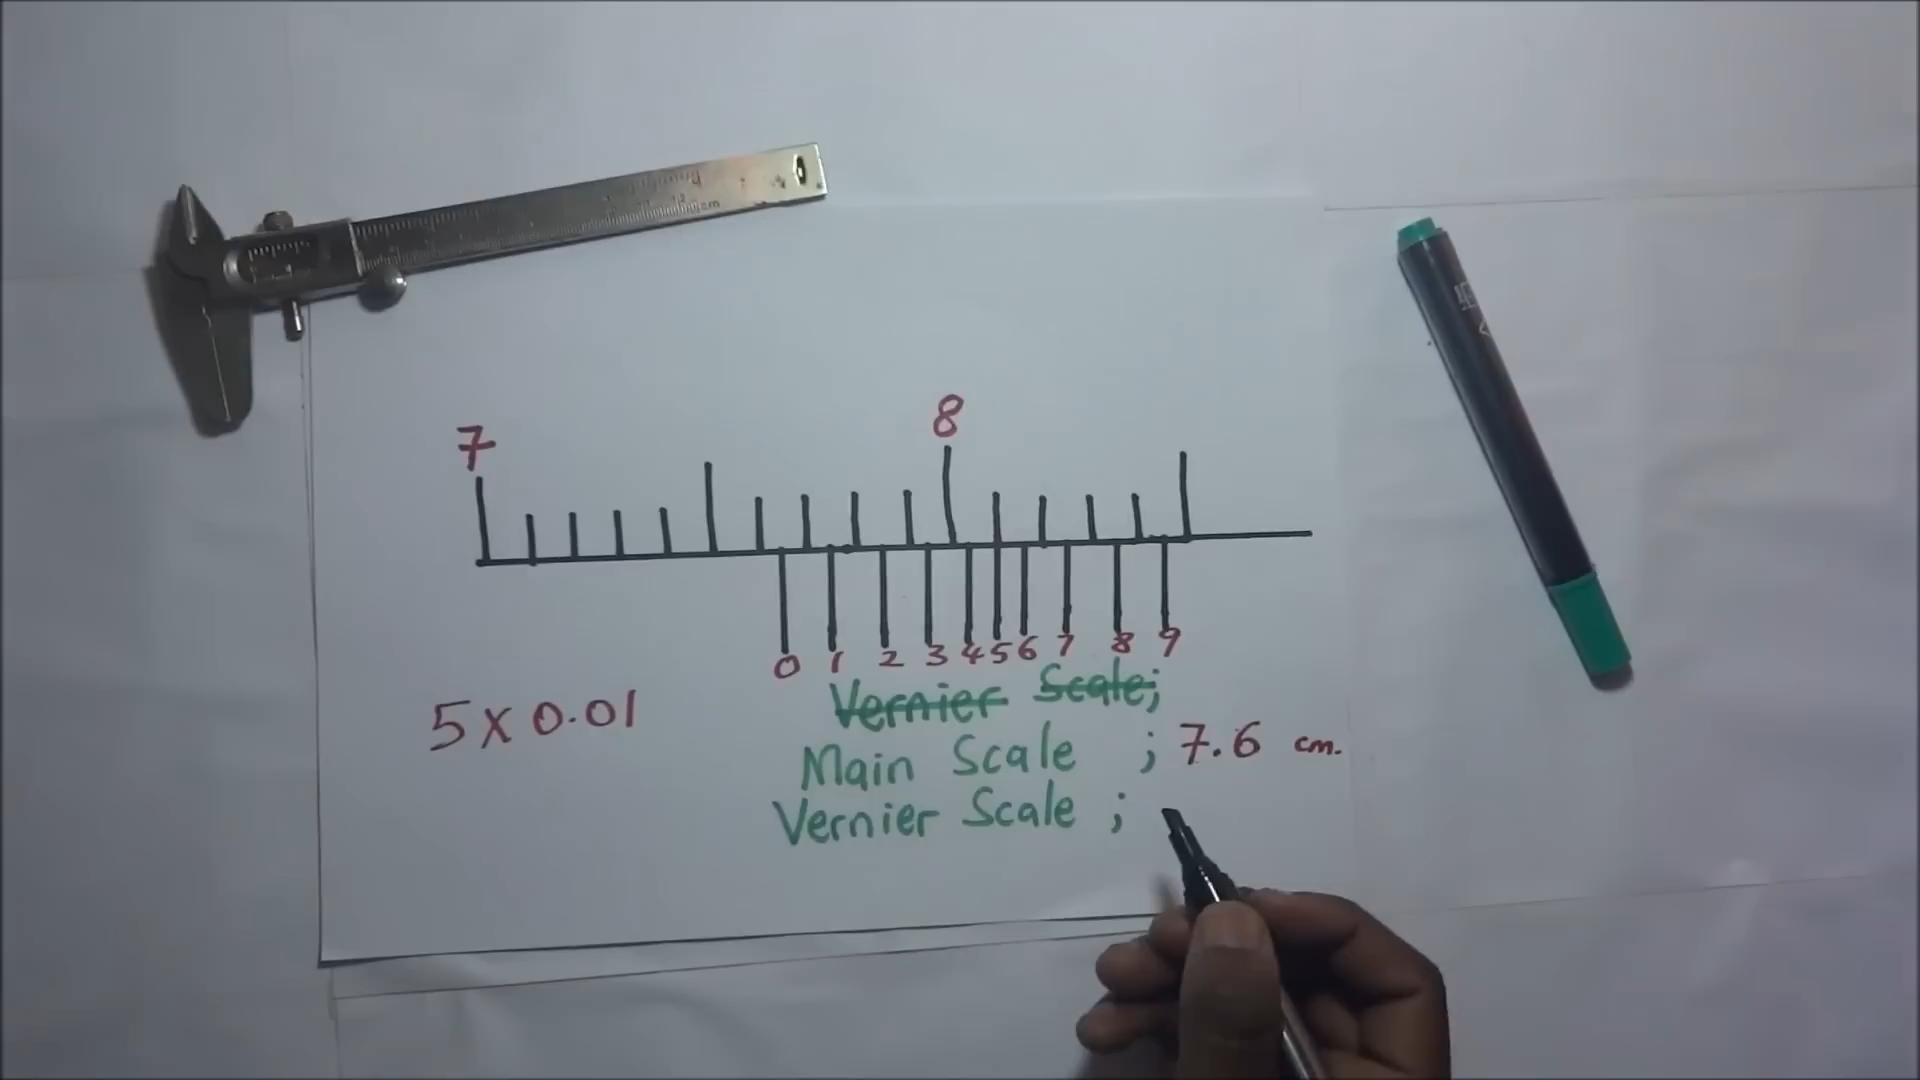 7 8
0 1 2 3 4 5 6 7 8 9
Vernier Scale;
5 X 0.01
Main Scale ; 7.6 cm.
Vernier Scale ;